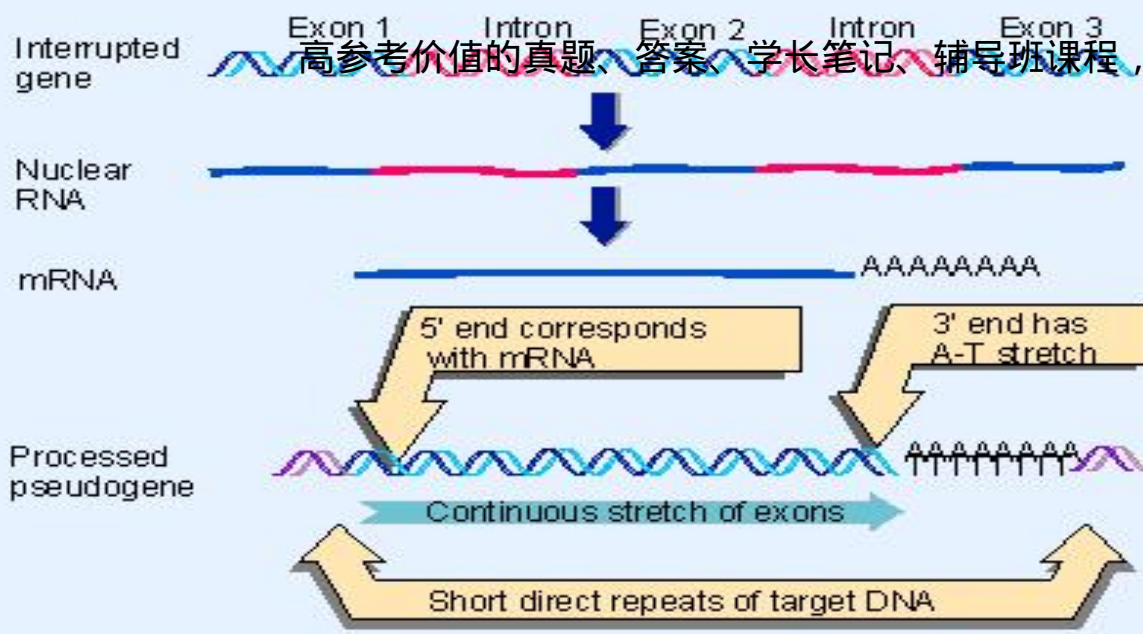 Exon 1 Intron Exon 2 Intron Exon 3
Interrupted
gene
高参考价值的真题、答案、学长笔记、辅导班课程，
Nuclear
RNA
mRNA
AAAAAAAA
5' end corresponds
with mRNA
3' end has
A-T stretch
Processed
pseudogene
AAAAAAAA
TTTTTTTT
Continuous stretch of exons
Short direct repeats of target DNA